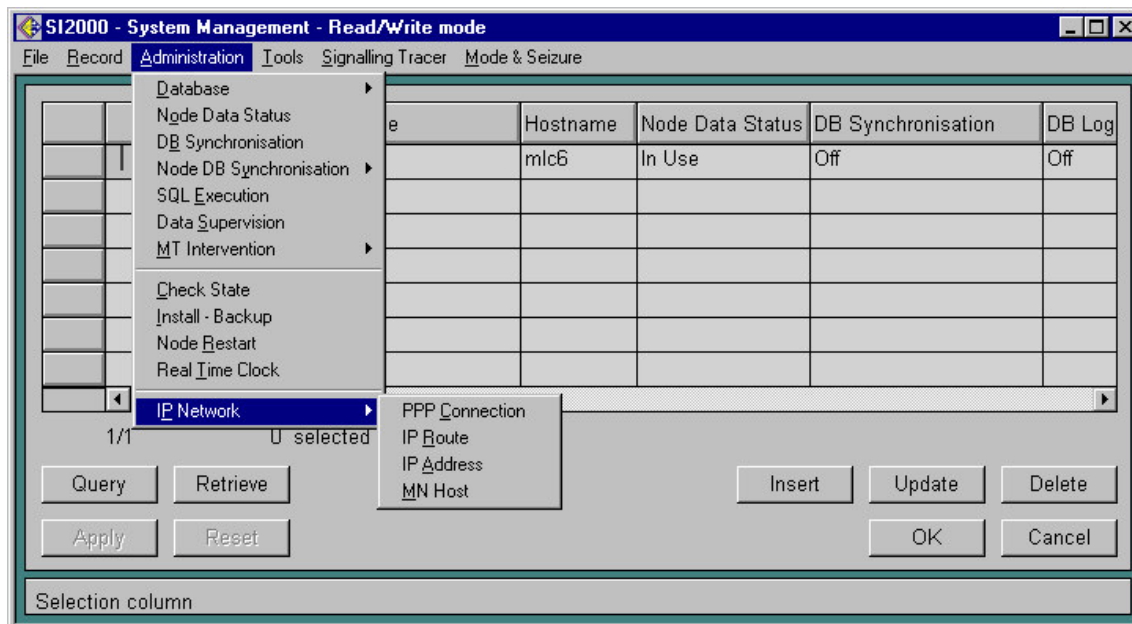 SI2000 - System Management - Read/Write mode
File Record Administration Tools Signalling Tracer Mode & Seizure
Database
Node Data Status
DB Synchronisation
Node DB Synchronisation
SQL Execution
Data Supervision
MT Intervention
Check State
Install - Backup
Node Restart
Real Time Clock
IP Network
PPP Connection
IP Route
IP Address
MN Host
e Hostname Node Data Status DB Synchronisation DB Log
mlc6 In Use Off Off
1/1 0 selected
Query Retrieve Insert Update Delete
Apply Reset OK Cancel
Selection column